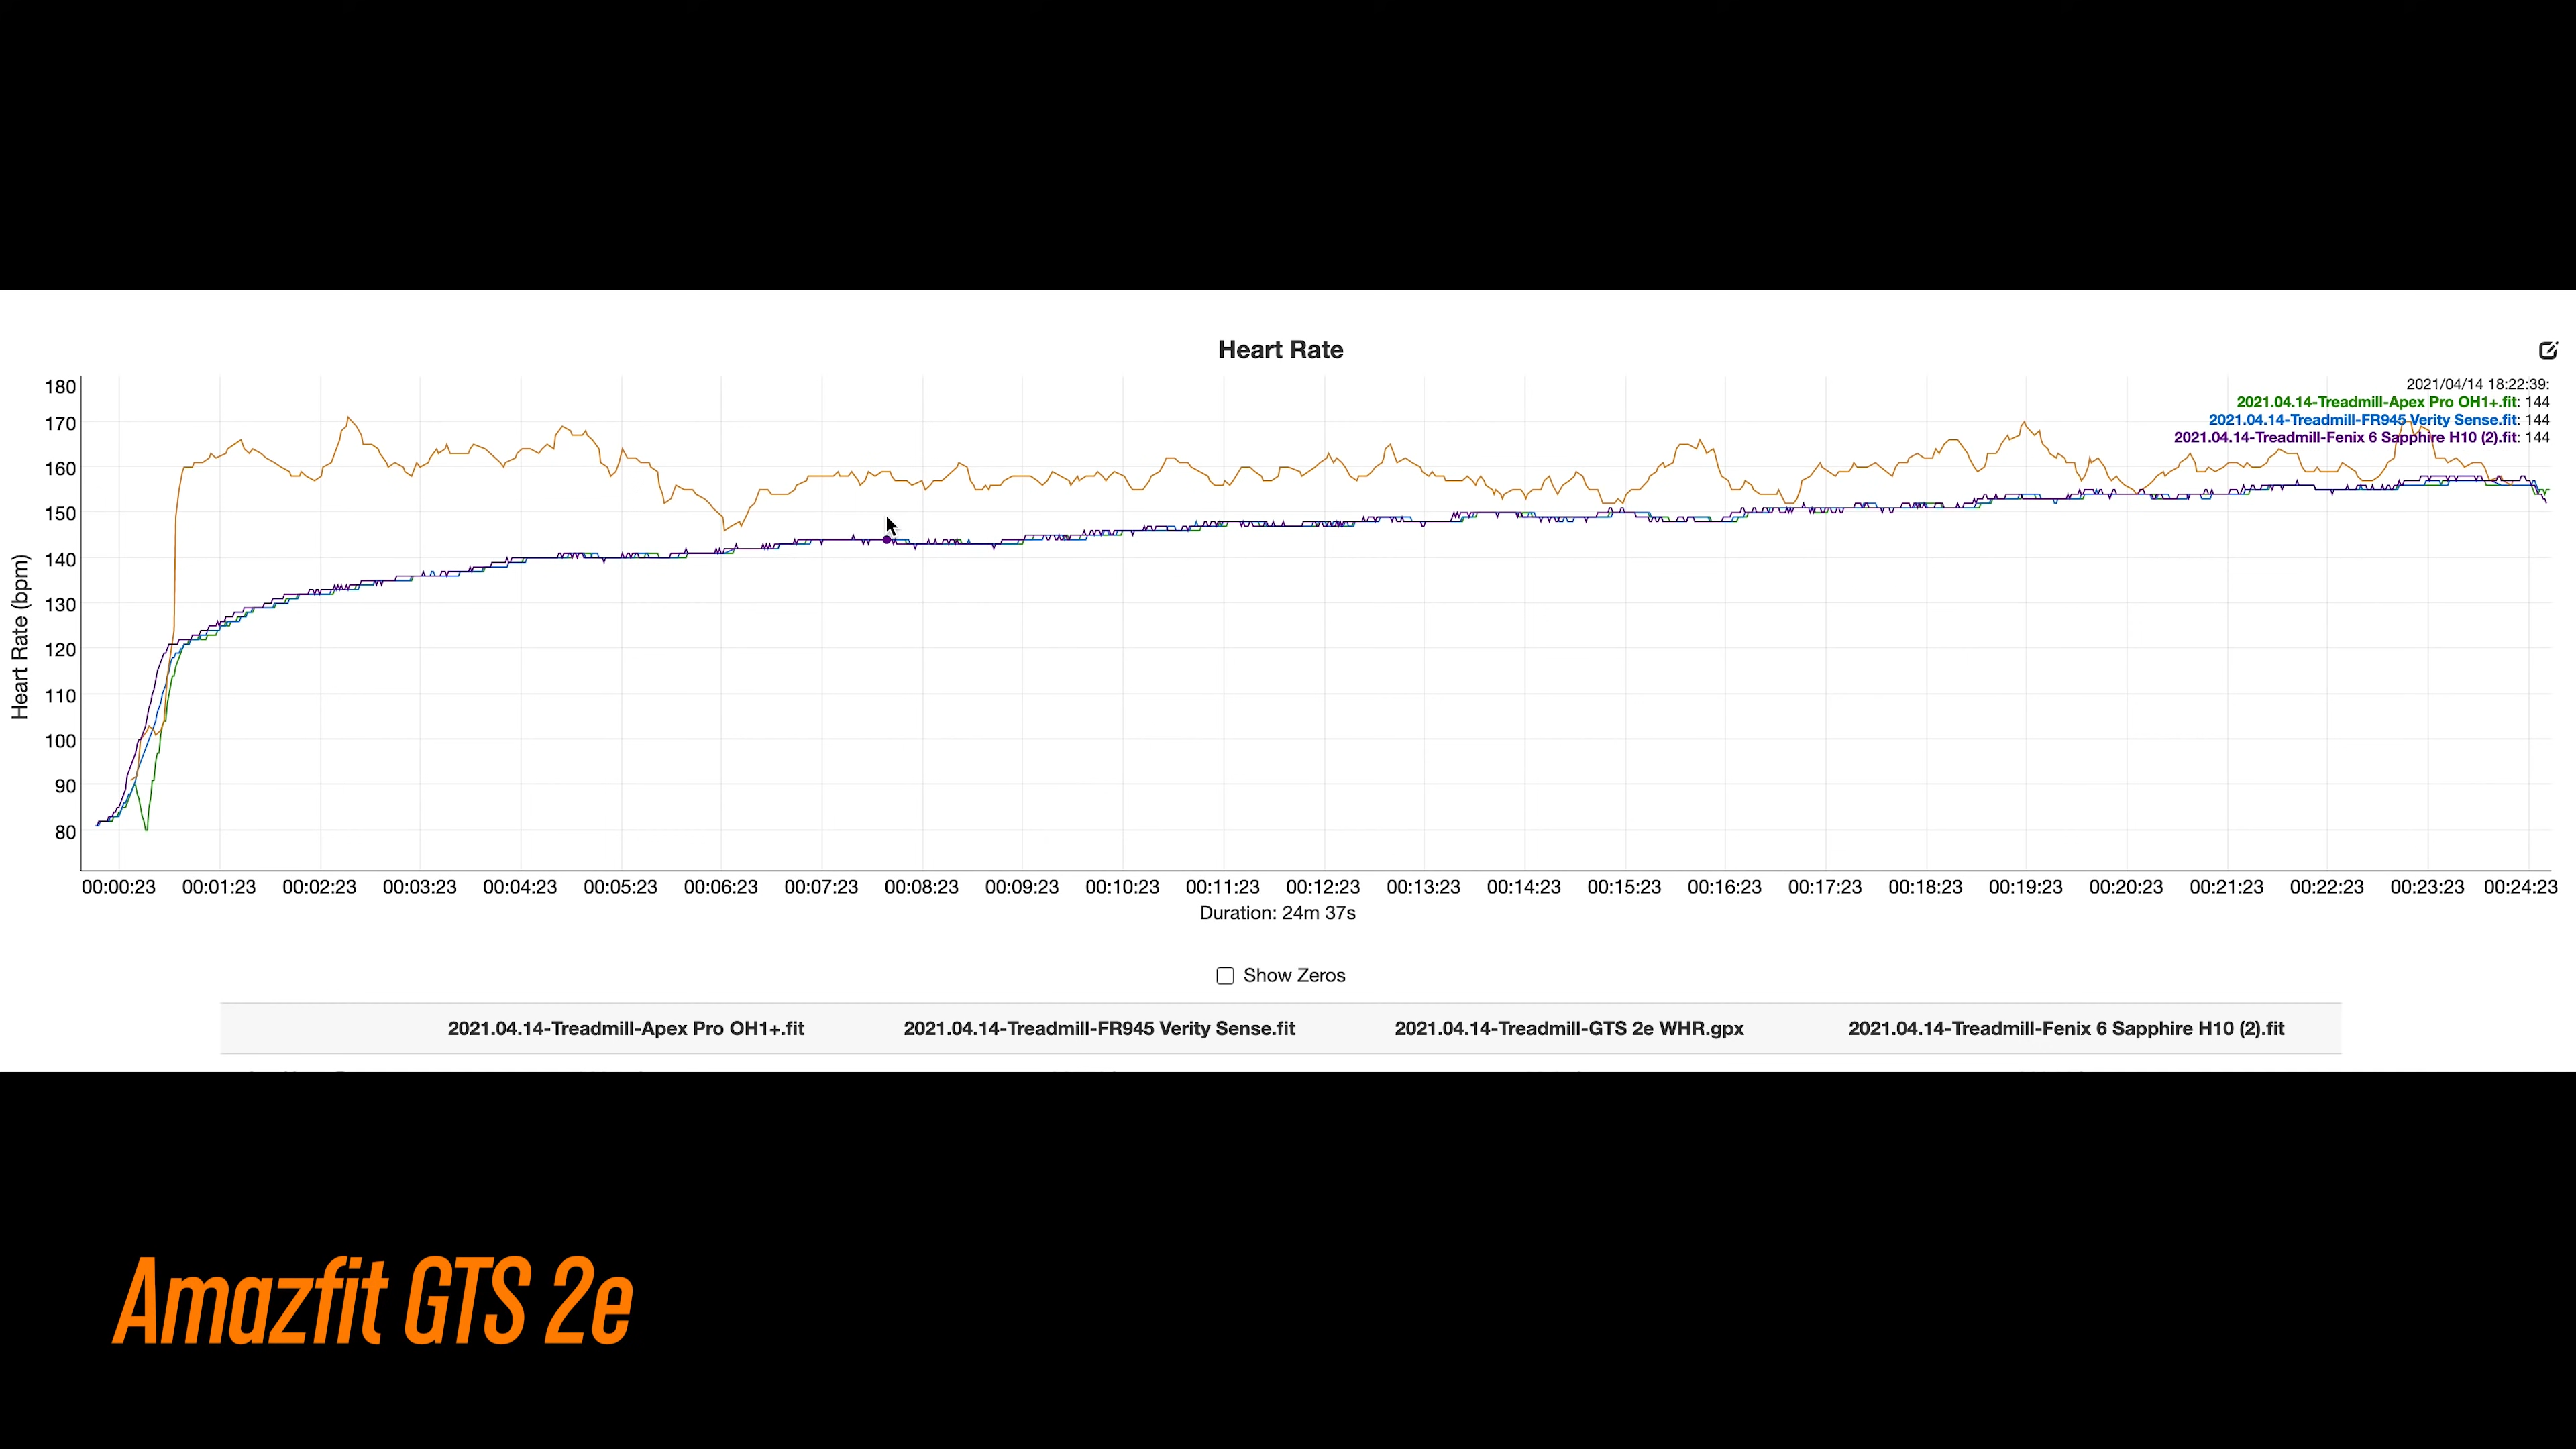 Heart Rate
2021/04/14 18:22:39:
2021.04.14-Treadmill-Apex Pro OH1+.fit: 144
2021.04.14-Treadmill-FR945 Verity Sense.fit: 144
2021.04.14-Treadmill-Fenix 6 Sapphire H10 (2).fit: 144
Heart Rate (bpm)
180
170
160
150
140
130
120
110
100
90
80
00:00:23 00:01:23 00:02:23 00:03:23 00:04:23 00:05:23 00:06:23 00:07:23 00:08:23 00:09:23 00:10:23 00:11:23 00:12:23 00:13:23 00:14:23 00:15:23 00:16:23 00:17:23 00:18:23 00:19:23 00:20:23 00:21:23 00:22:23 00:23:23 00:24:23
Duration: 24m 37s
Show Zeros
2021.04.14-Treadmill-Apex Pro OH1+.fit 2021.04.14-Treadmill-FR945 Verity Sense.fit 2021.04.14-Treadmill-GTS 2e WHR.gpx 2021.04.14-Treadmill-Fenix 6 Sapphire H10 (2).fit
Amazfit GTS 2e